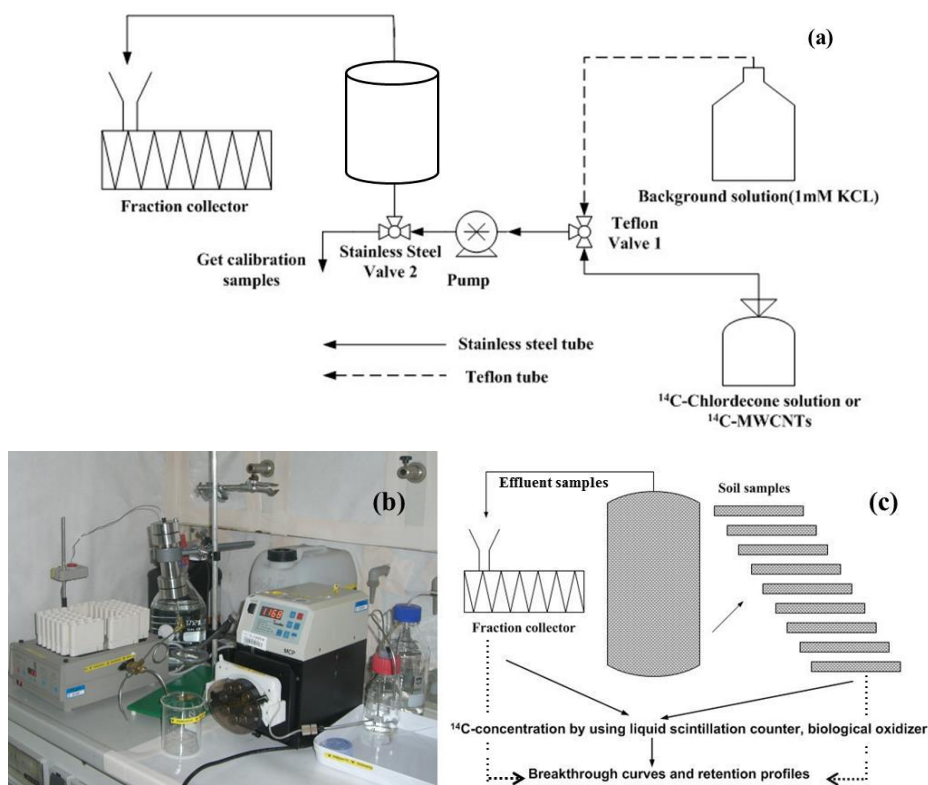 (a)
Fraction collector
Background solution(1mM KCL)
Teflon
Valve 1
Get calibration
samples
Stainless Steel
Valve 2
Pump
Stainless steel tube
Teflon tube
¹⁴C-Chlordecone solution or
¹⁴C-MWCNTs
(b)
1168
MCP
(c)
Effluent samples
Soil samples
Fraction collector
¹⁴C-concentration by using liquid scintillation counter, biological oxidizer
Breakthrough curves and retention profiles